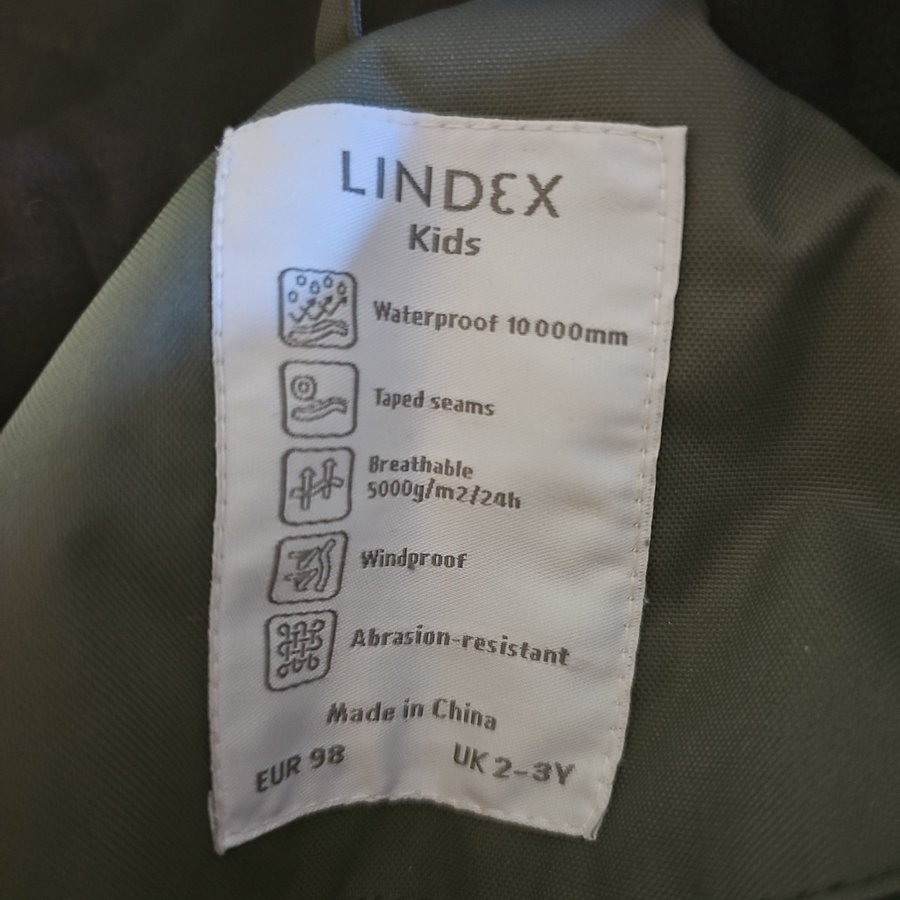 LINDEX
Kids
Waterproof 10 000mm
Taped seams
Breathable
5000g/m2/24h
Windproof
Abrasion-resistant
Made in China
EUR 98
UK 2-3Y